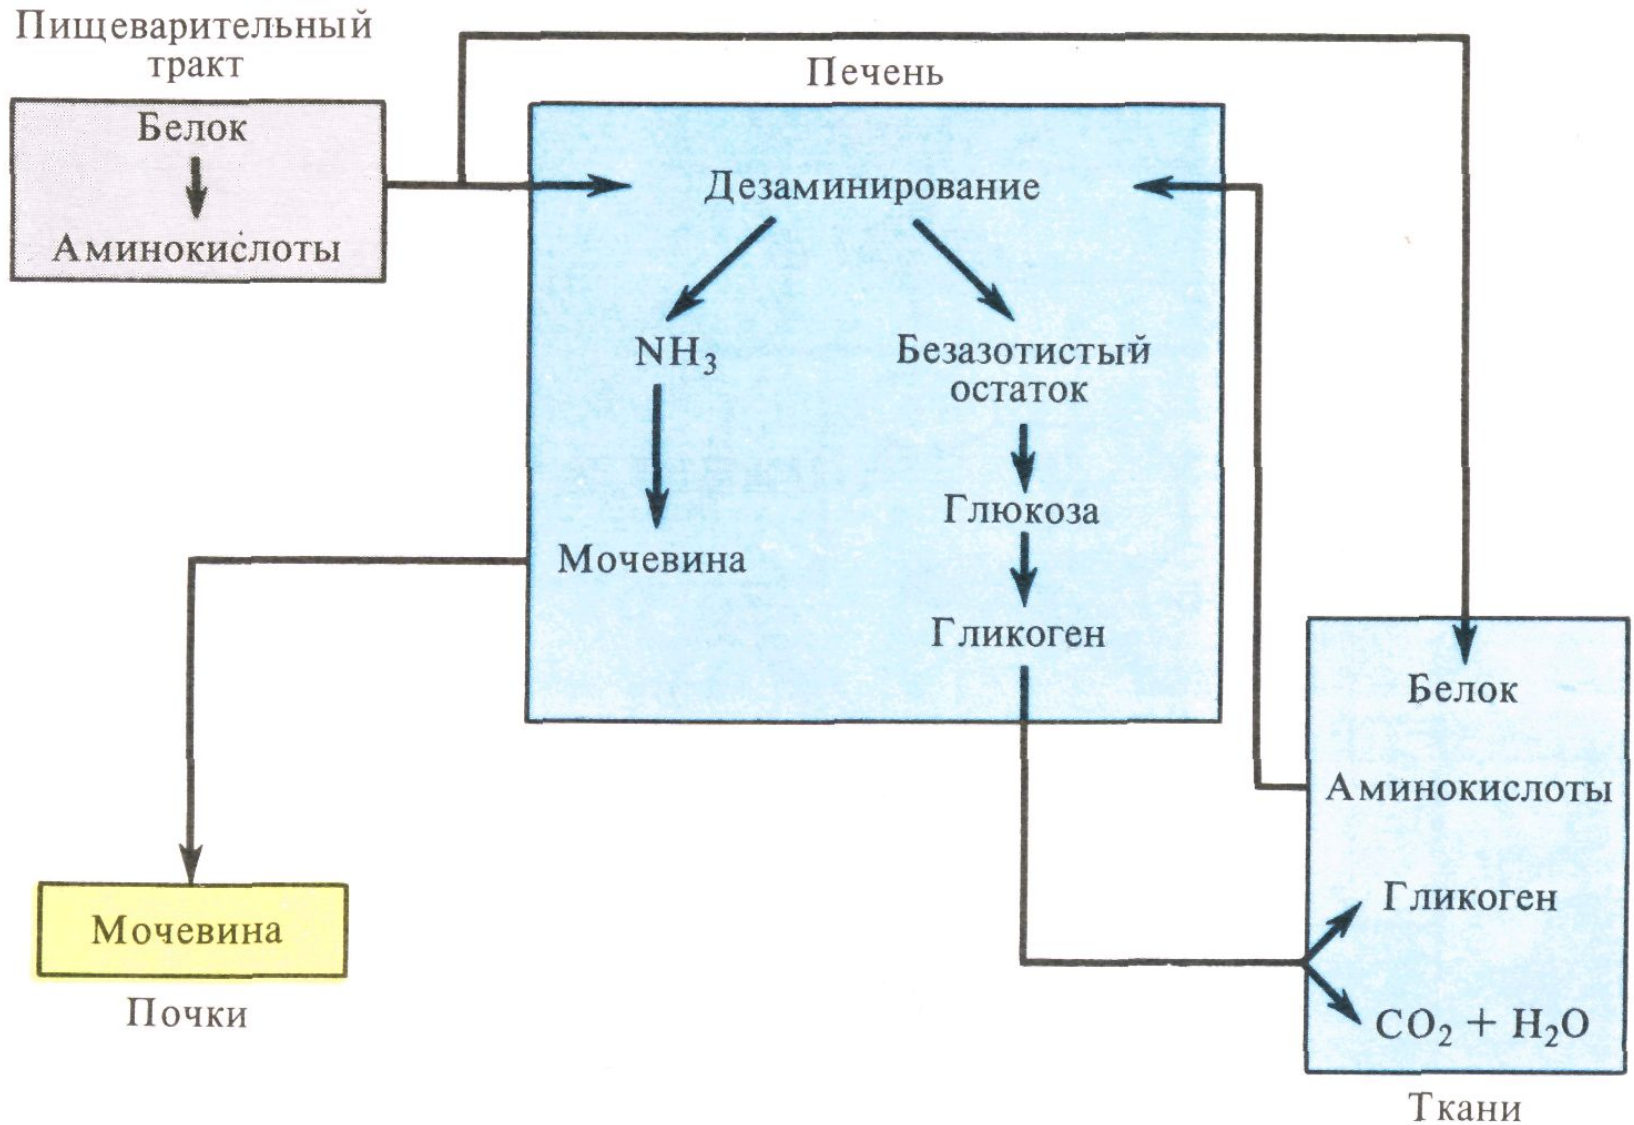 Пищеварительный
тракт
Белок
Аминокислоты
Печень
Дезаминирование
NH₃
Безазотистый
остаток
Глюкоза
Мочевина
Гликоген
Белок
Аминокислоты
Гликоген
CO₂ + H₂O
Ткани
Мочевина
Почки